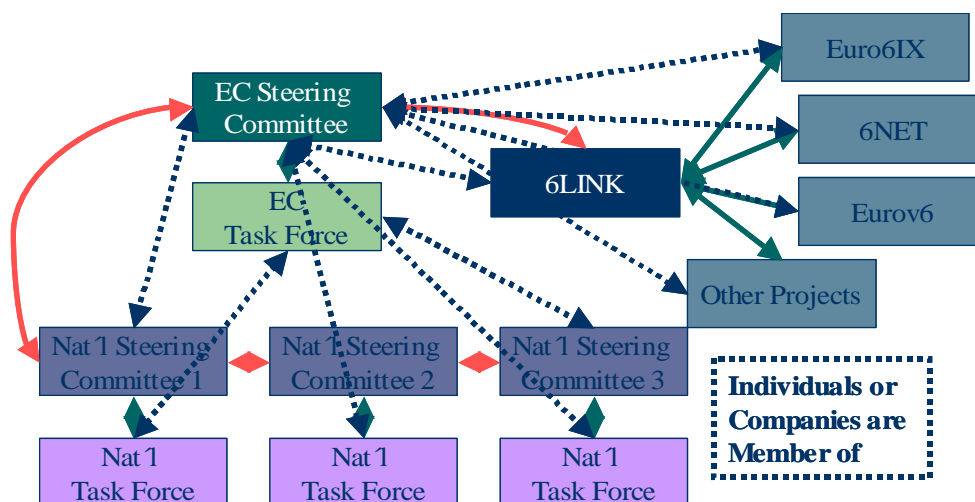 Euro6IX
EC Steering
Committee
6NET
6LINK
EC
Task Force
Eurov6
Other Projects
Nat'l Steering
Committee 1
Nat'l Steering
Committee 2
Nat'l Steering
Committee 3
Individuals or
Companies are
Member of
Nat'l
Task Force
Nat'l
Task Force
Nat'l
Task Force